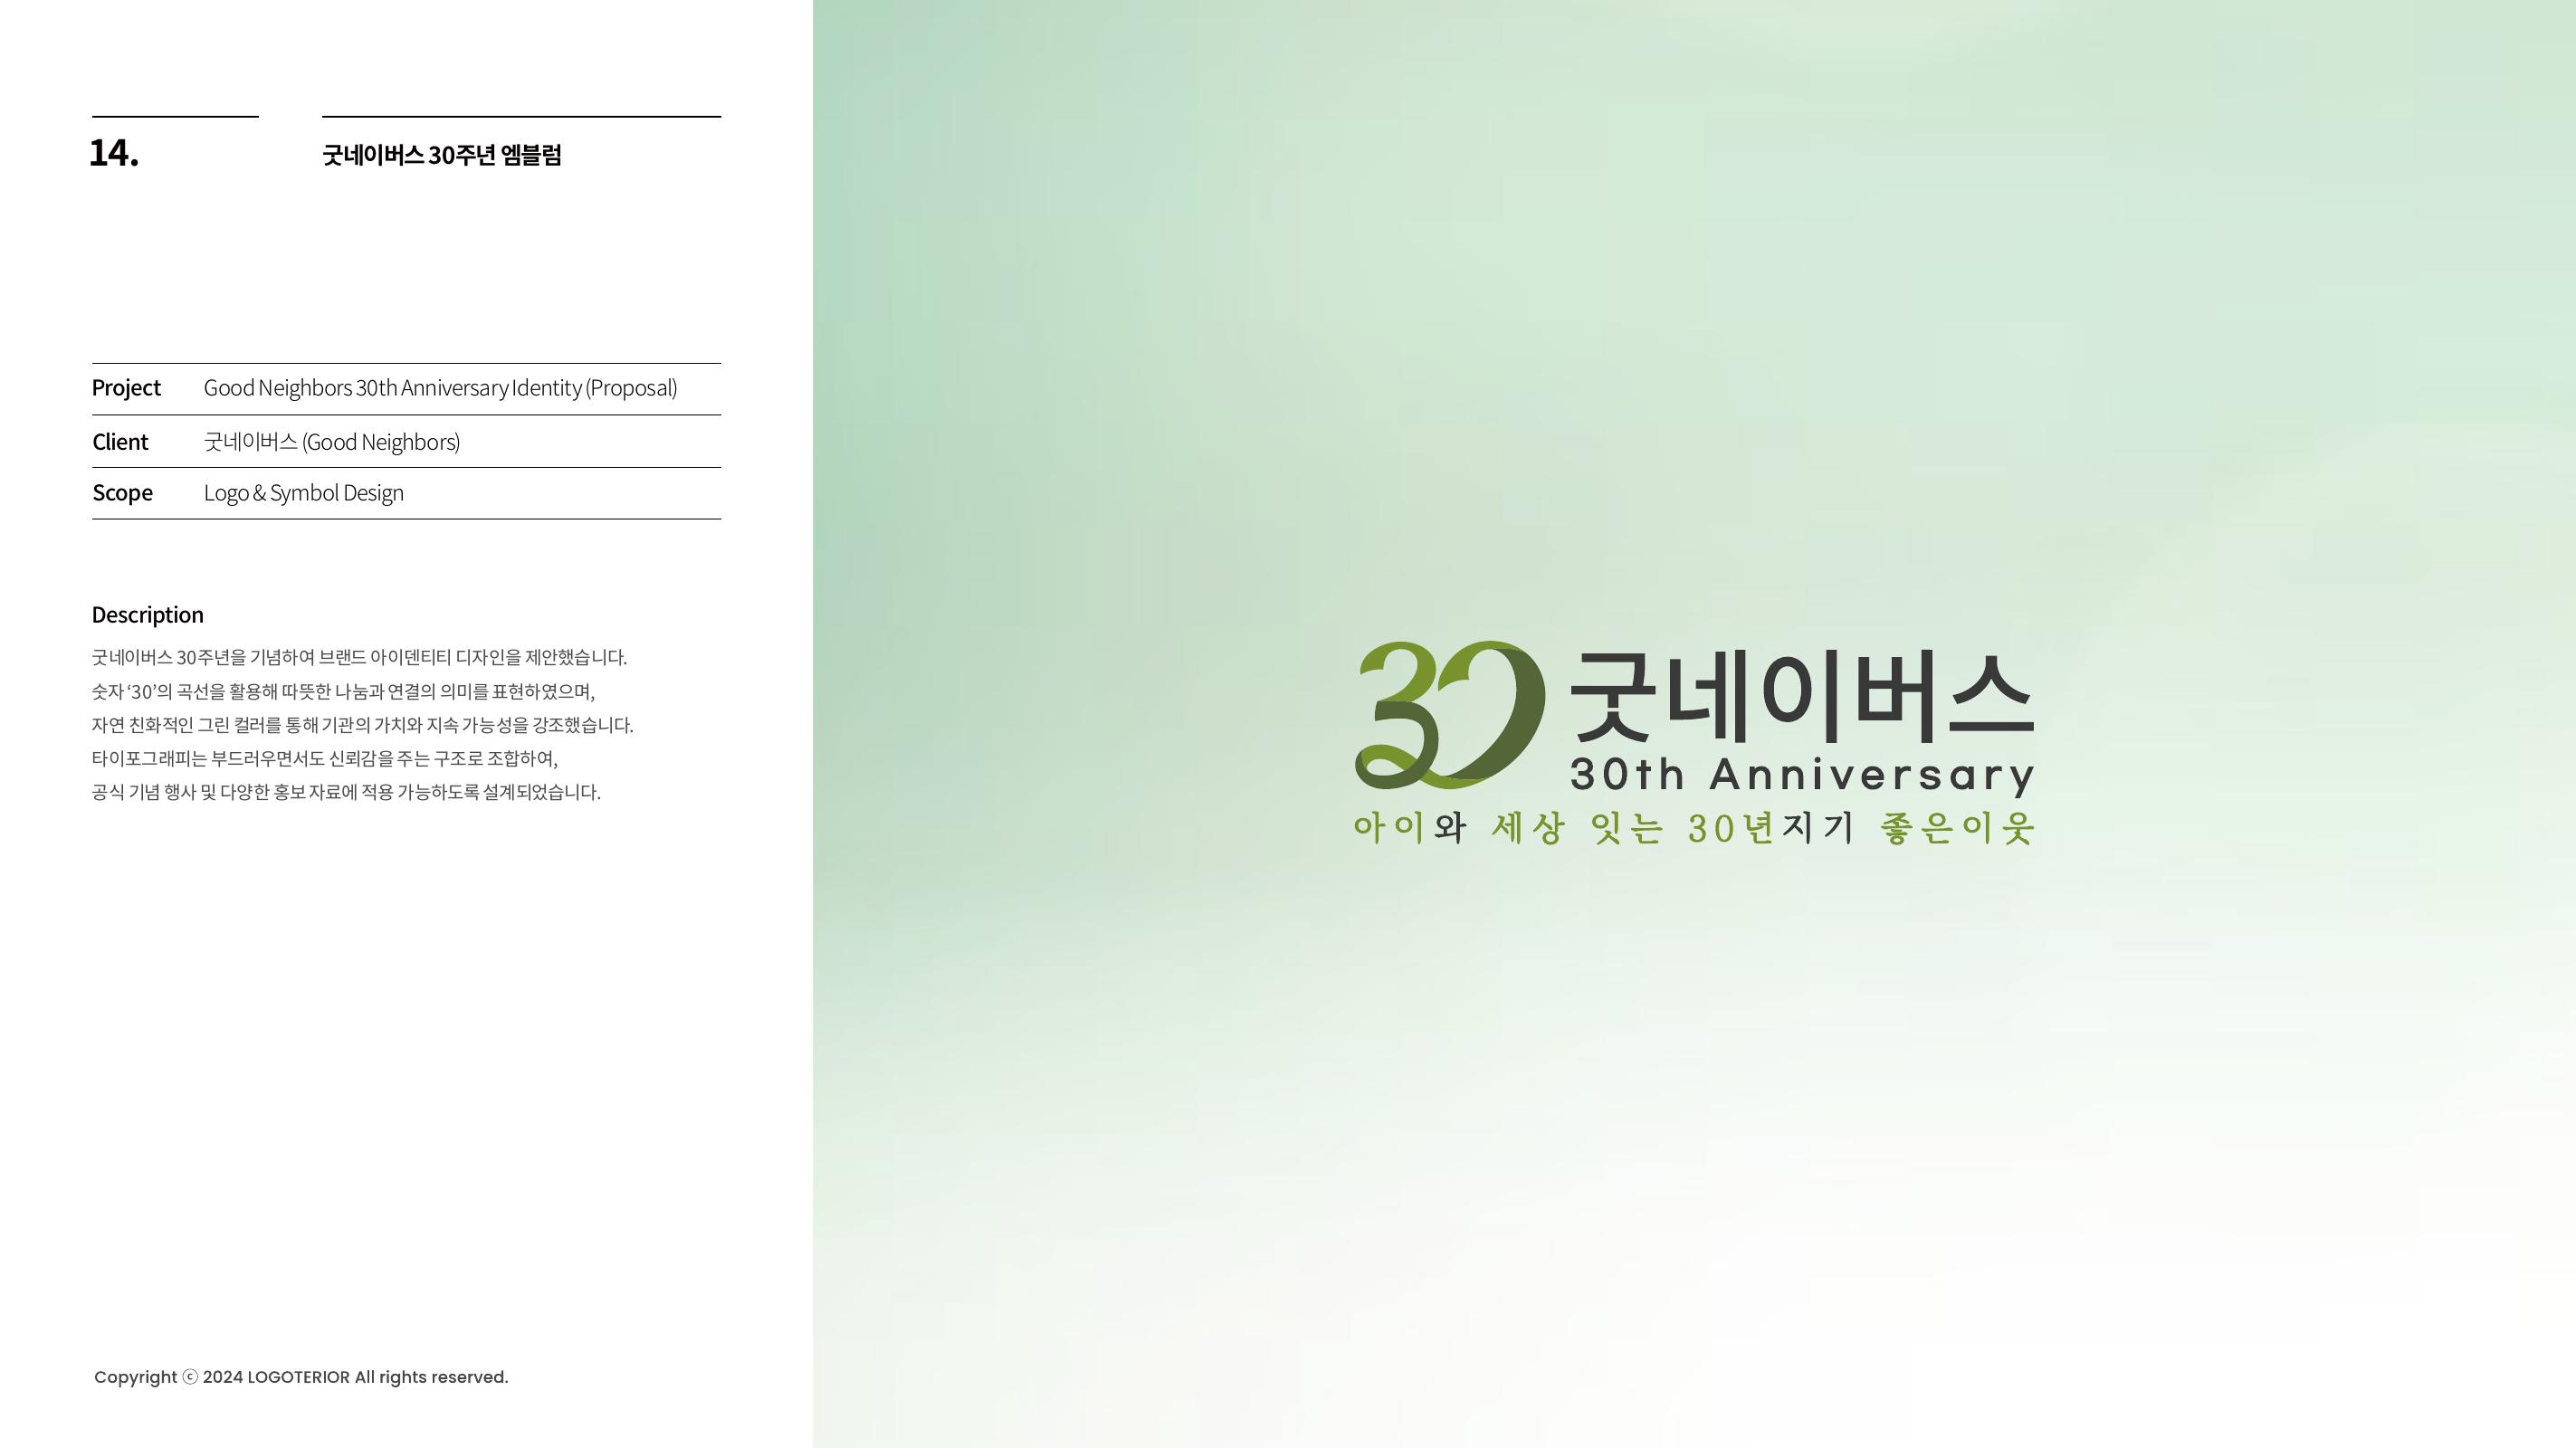 14.
굿네이버스 30주년 엠블럼
Project Good Neighbors 30th Anniversary Identity (Proposal)
Client 굿네이버스 (Good Neighbors)
Scope Logo & Symbol Design
Description
굿네이버스 30주년을 기념하여 브랜드 아이덴티티 디자인을 제안했습니다.
숫자 ‘30’의 곡선을 활용해 따뜻한 나눔과 연결의 의미를 표현하였으며,
자연 친화적인 그린 컬러를 통해 기관의 가치와 지속 가능성을 강조했습니다.
타이포그래피는 부드러우면서도 신뢰감을 주는 구조로 조합하여,
공식 기념 행사 및 다양한 홍보 자료에 적용 가능하도록 설계되었습니다.
Copyright ⓒ 2024 LOGOTERIOR All rights reserved.
30 굿네이버스
30th Anniversary
아이와 세상 잇는 30년지기 좋은이웃